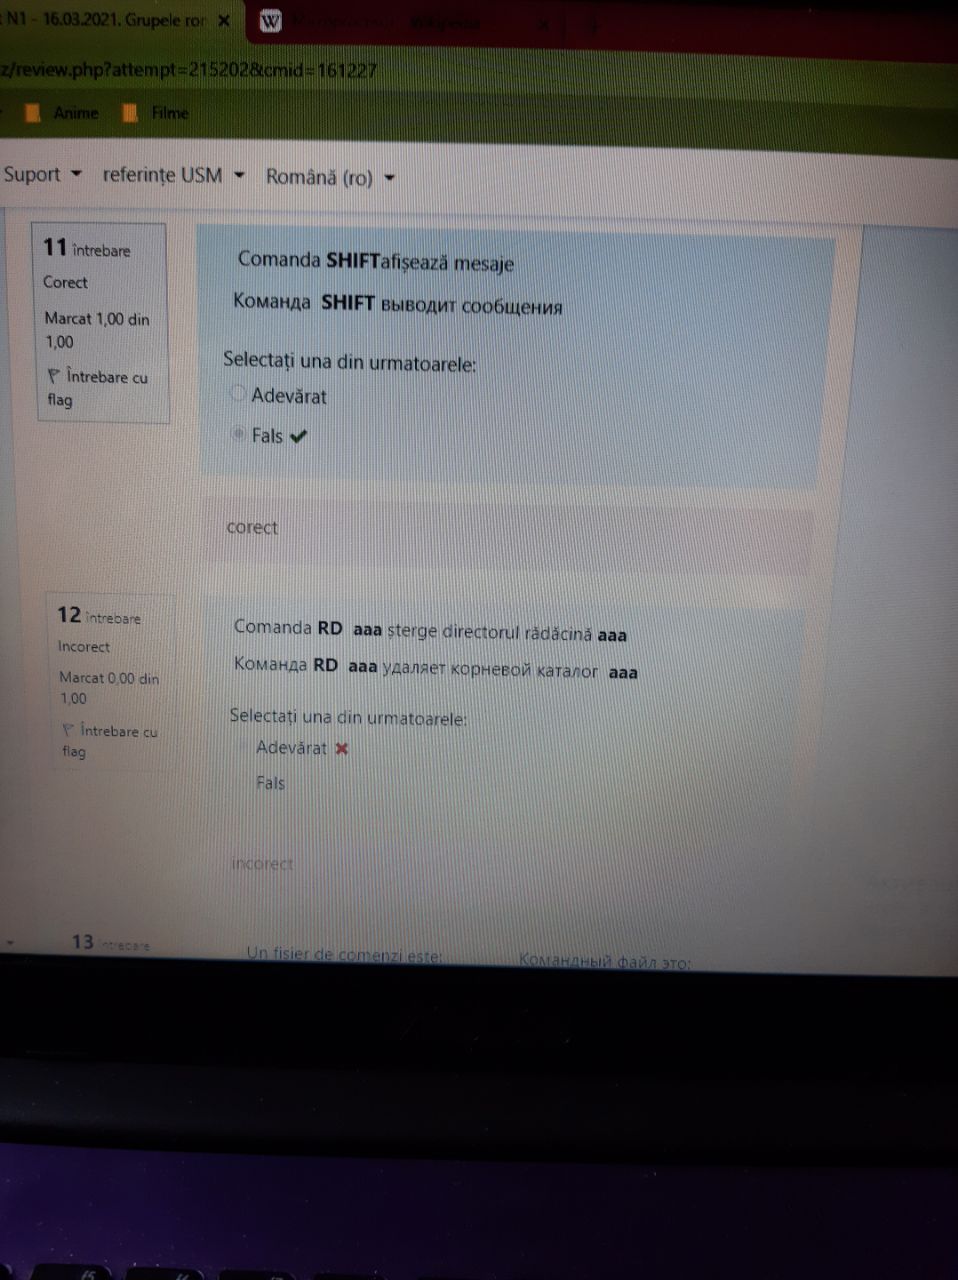 N1 - 16.03.2021. Grupele ror ×
W Wikipedia ×
z/review.php?attempt=215202&cmid=161227
Anime Filme
Suport referințe USM Română (ro)
11 întrebare
Corect
Marcat 1,00 din
1,00
Întrebare cu
flag
Comanda SHIFTafișează mesaje
Команда SHIFT выводит сообщения
Selectați una din urmatoarele:
Adevărat
Fals ✔
corect
12 întrebare
Incorect
Marcat 0,00 din
1,00
Întrebare cu
flag
Comanda RD aaa șterge directorul rădăcină aaa
Команда RD aaa удаляет корневой каталог aaa
Selectați una din urmatoarele:
Adevărat ✖
Fals
incorect
13 întrebare
Un fisier de comenzi este: Командный файл это:
f5